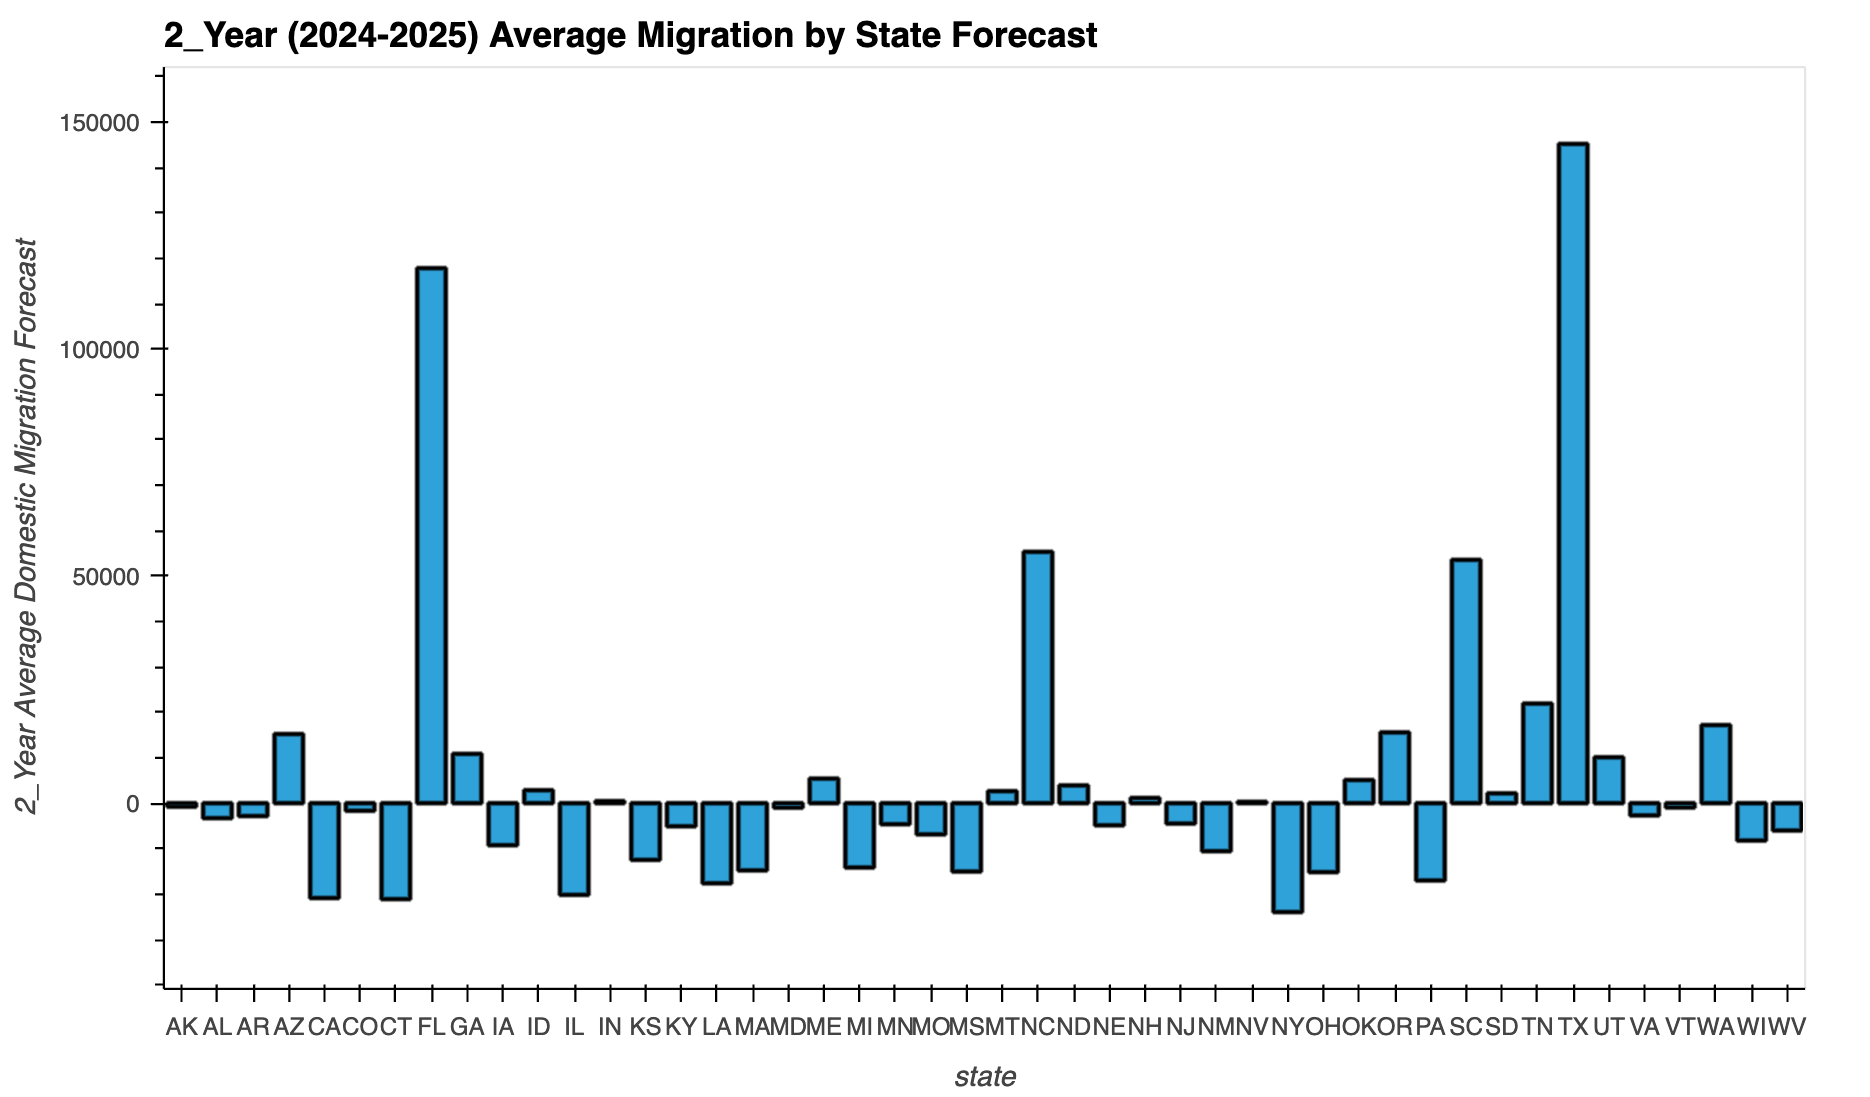 2_Year (2024-2025) Average Migration by State Forecast
2_Year Average Domestic Migration Forecast
150000
100000
50000
0
AK AL AR AZ CA CO CT FL GA IA ID IL IN KS KY LA MA MD ME MI MN MO MS MT NC ND NE NH NJ NM NV NY OH OK OR PA SC SD TN TX UT VA VT WA WI WV
state